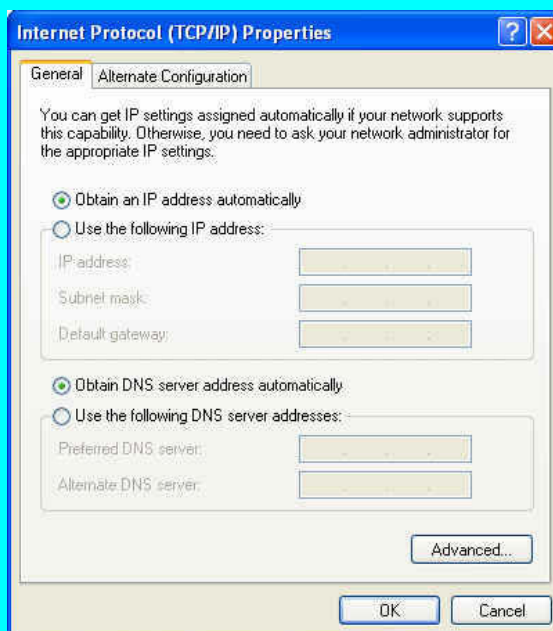 Internet Protocol (TCP/IP) Properties
General
Alternate Configuration
You can get IP settings assigned automatically if your network supports
this capability. Otherwise, you need to ask your network administrator for
the appropriate IP settings.
Obtain an IP address automatically
Use the following IP address:
IP address:
Subnet mask:
Default gateway:
Obtain DNS server address automatically
Use the following DNS server addresses:
Preferred DNS server:
Alternate DNS server:
Advanced...
OK
Cancel